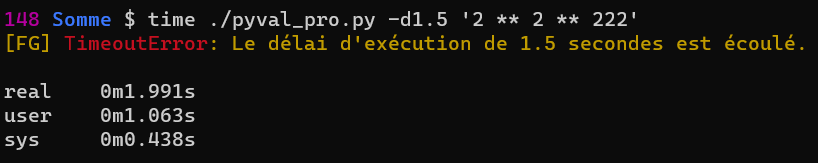 148 Somme $ time ./pyval_pro.py -d1.5 '2 ** 2 ** 222'
[FG] TimeoutError: Le délai d'exécution de 1.5 secondes est écoulé.
real 0m1.991s
user 0m1.063s
sys 0m0.438s